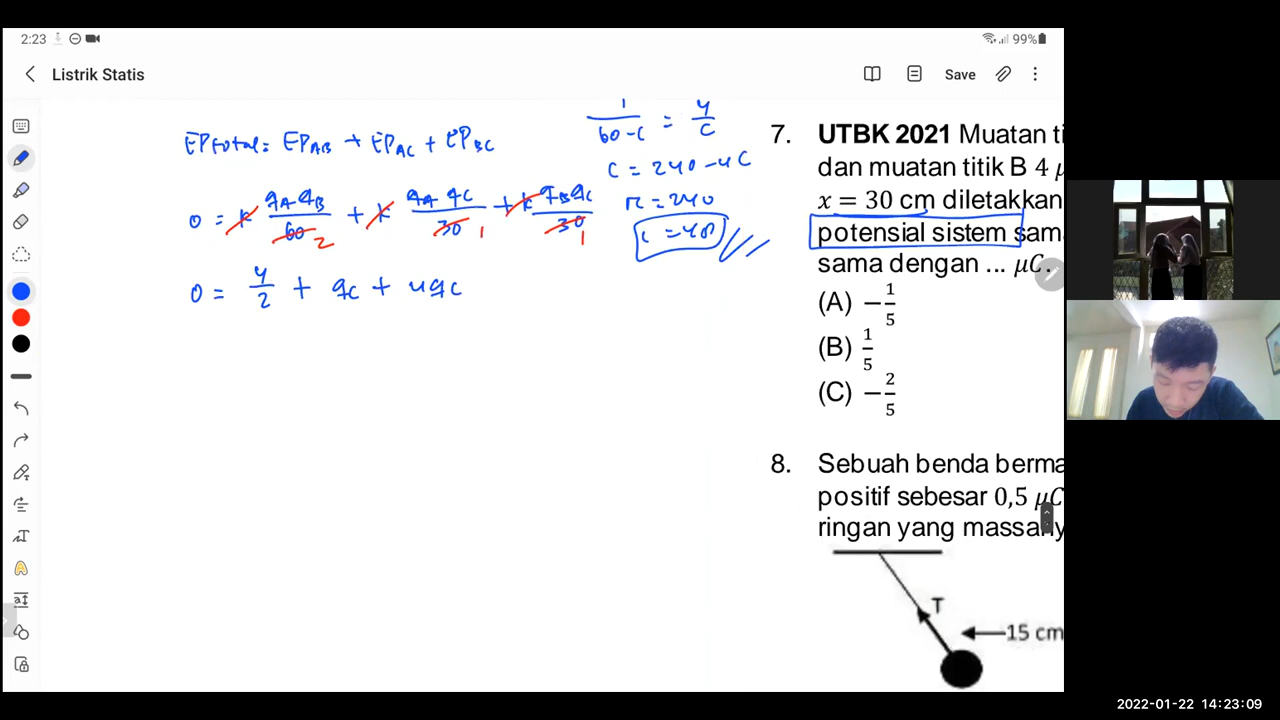 2:23 99%
Listrik Statis Save
EPtotal = EPAB + EPAC + EPBC
0 = k qA qB/60 2 + k qA qC/30 1 + k qB qC/30 1
0 = 4/2 + qC + 4qC
1/60-C = 4/C
C = 240 - 4C
= 240
= 48
7. UTBK 2021 Muatan ti
dan muatan titik B 4 μ
x = 30 cm diletakkan
potensial sistem sam
sama dengan ... μC.
(A) −1/5
(B) 1/5
(C) −2/5
8. Sebuah benda berma
positif sebesar 0,5 μC
ringan yang massany
T
15 cm
2022-01-22 14:23:09